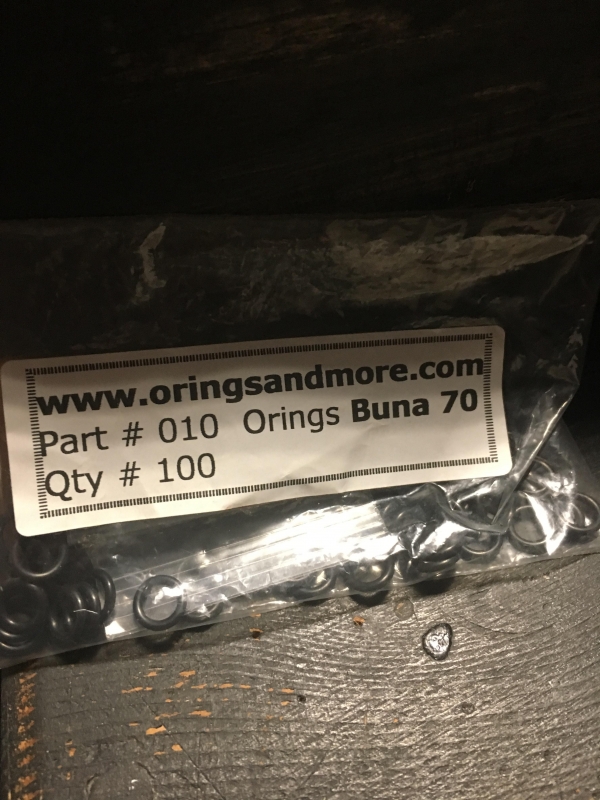 www.oringsandmore.com
Part # 010 Orings Buna 70
Qty # 100